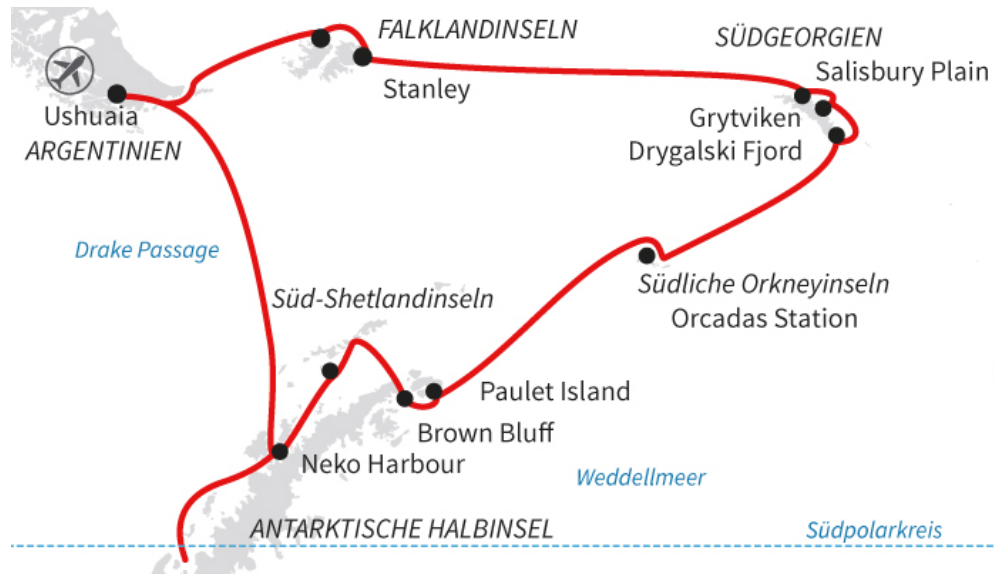 FALKLANDINSELN
SÜDGEORGIEN
Salisbury Plain
Stanley
Ushuaia
ARGENTINIEN
Grytviken
Drygalski Fjord
Drake Passage
Süd-Shetlandinseln
Südliche Orkneyinseln
Orcadas Station
Paulet Island
Brown Bluff
Neko Harbour
Weddellmeer
ANTARKTISCHE HALBINSEL
Südpolarkreis